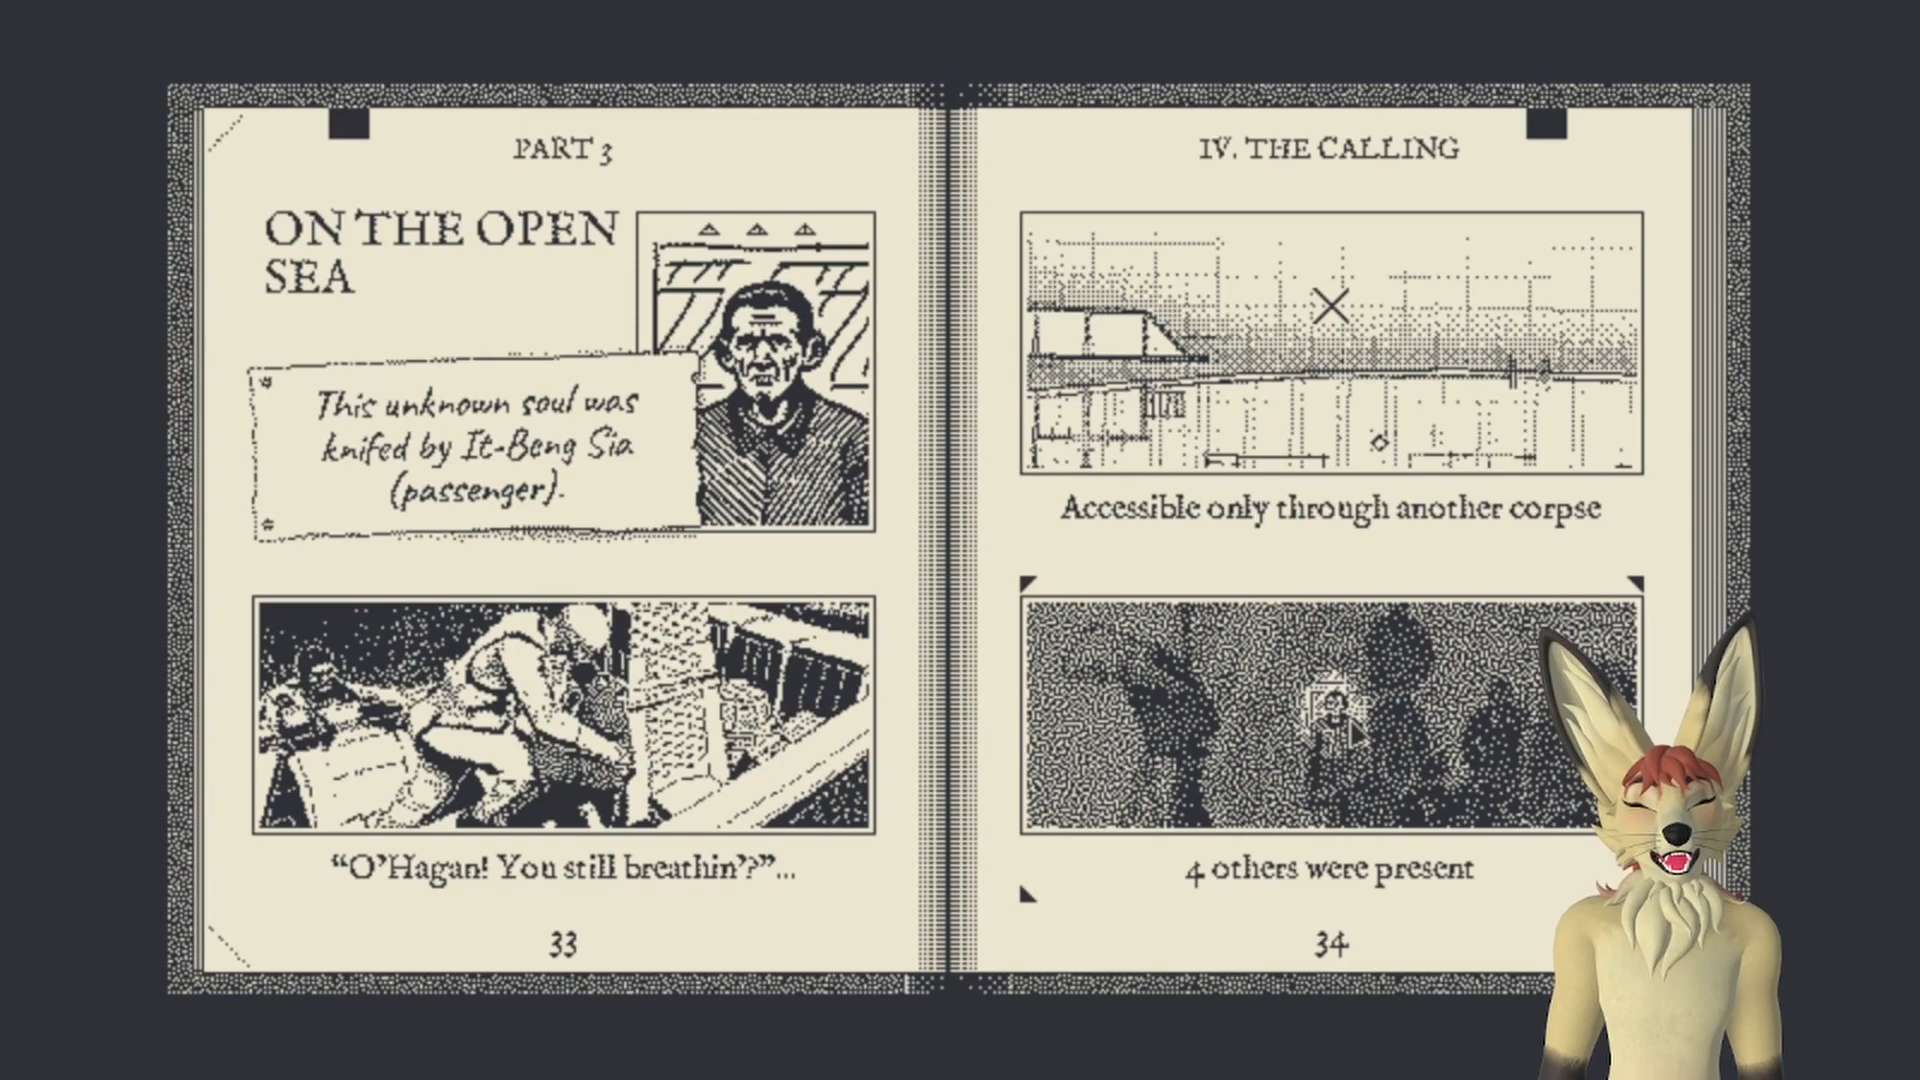 PART 3
ON THE OPEN
SEA
This unknown soul was
knifed by It-Beng Sia
(passenger).
“O’Hagan! You still breathin’?”...
33
IV. THE CALLING
Accessible only through another corpse
4 others were present
34